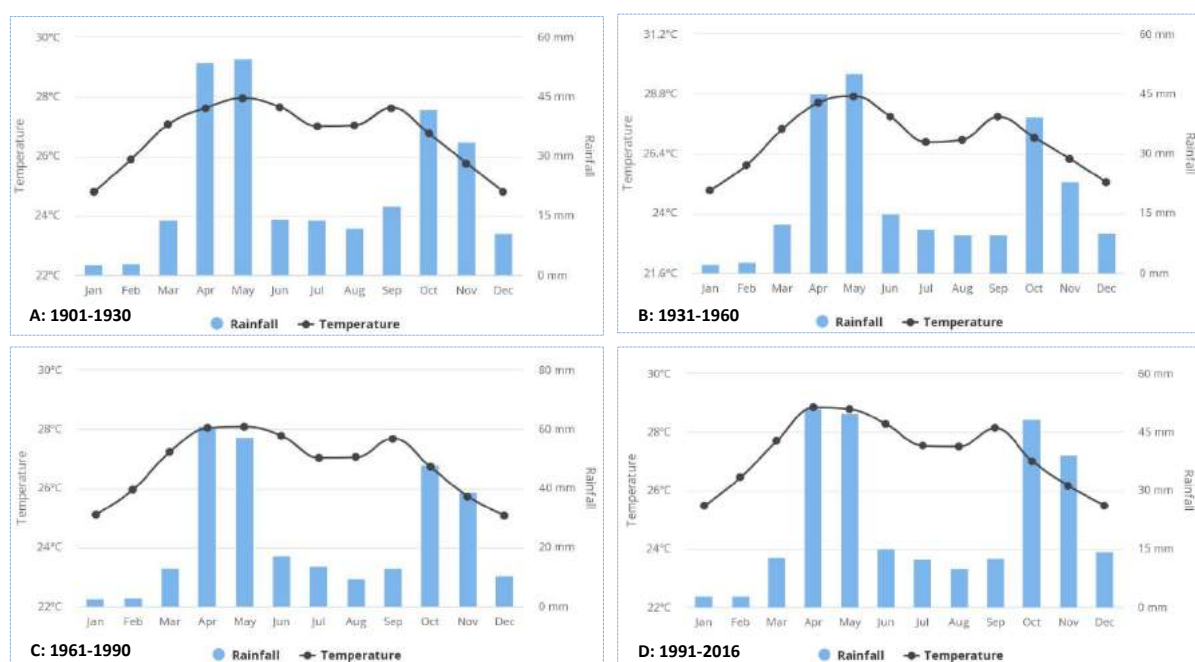 30°C
28°C
26°C
24°C
22°C
Temperature
60 mm
45 mm
30 mm
15 mm
0 mm
Rainfall
Jan Feb Mar Apr May Jun Jul Aug Sep Oct Nov Dec
A: 1901-1930
Rainfall Temperature
31.2°C
28.8°C
26.4°C
24°C
21.6°C
Temperature
60 mm
45 mm
30 mm
15 mm
0 mm
Rainfall
Jan Feb Mar Apr May Jun Jul Aug Sep Oct Nov Dec
B: 1931-1960
Rainfall Temperature
30°C
28°C
26°C
24°C
22°C
Temperature
80 mm
60 mm
40 mm
20 mm
0 mm
Rainfall
Jan Feb Mar Apr May Jun Jul Aug Sep Oct Nov Dec
C: 1961-1990
Rainfall Temperature
30°C
28°C
26°C
24°C
22°C
Temperature
60 mm
45 mm
30 mm
15 mm
0 mm
Rainfall
Jan Feb Mar Apr May Jun Jul Aug Sep Oct Nov Dec
D: 1991-2016
Rainfall Temperature